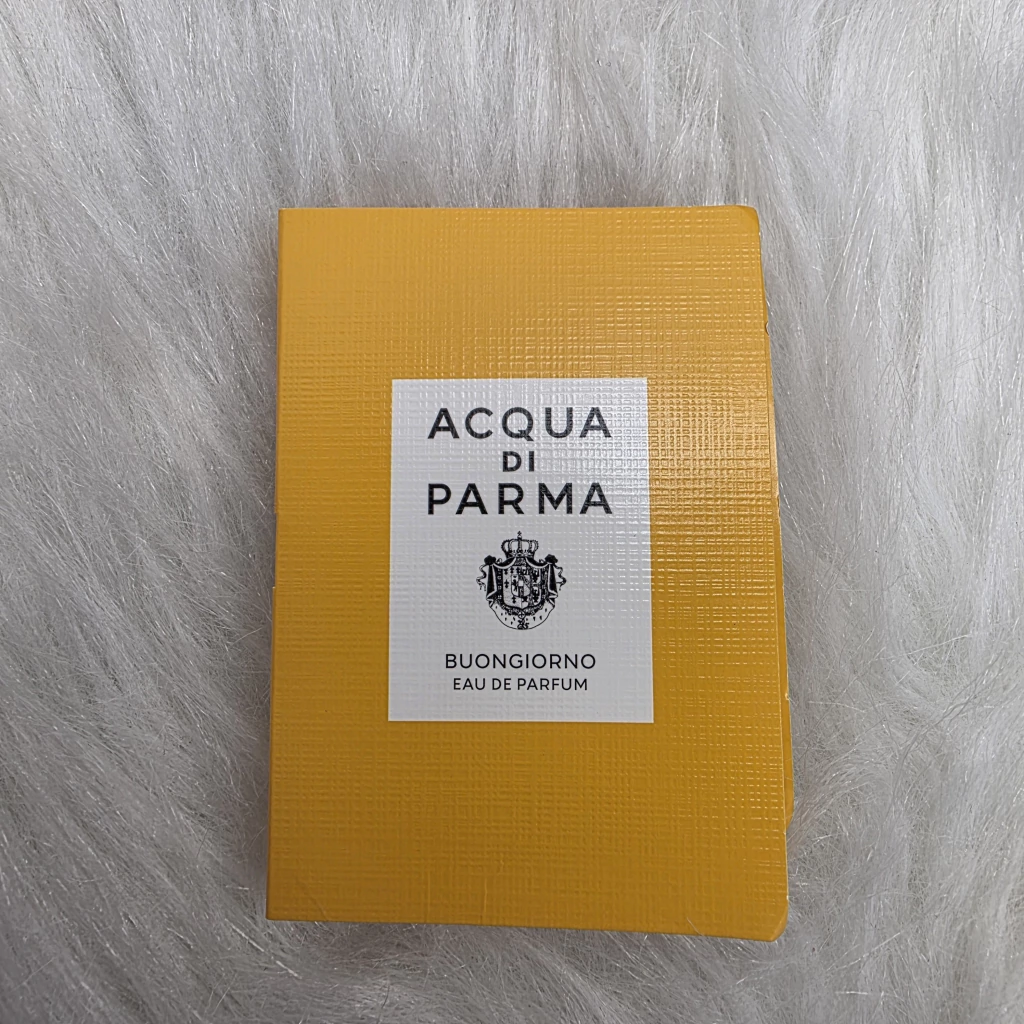 ACQUA
DI
PARMA
BUONGIORNO
EAU DE PARFUM